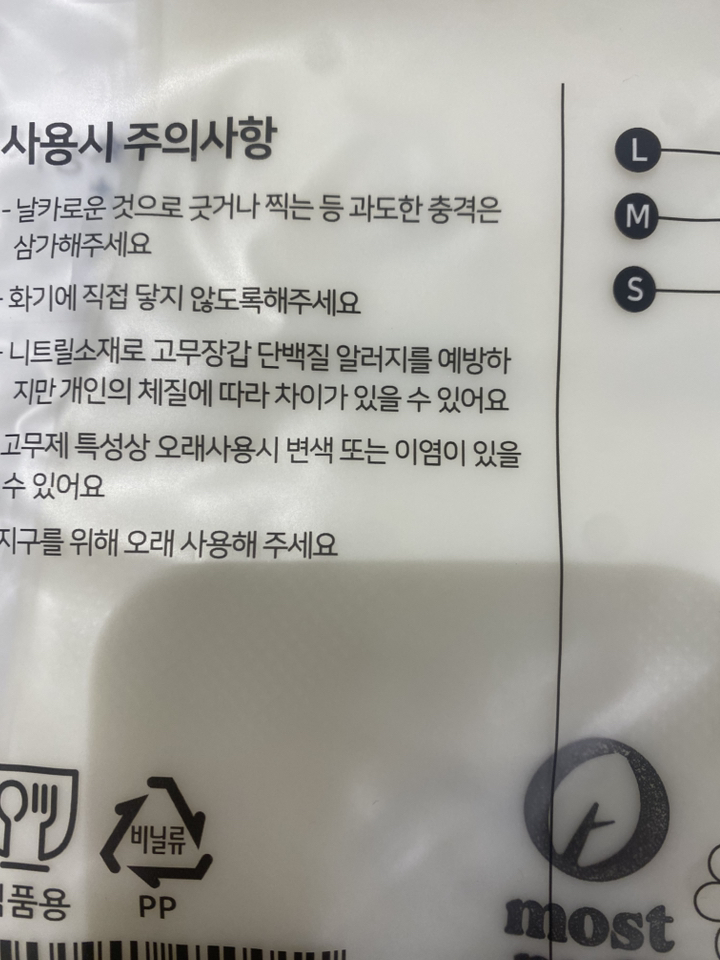 사용시 주의사항
- 날카로운 것으로 긋거나 찍는 등 과도한 충격은
삼가해주세요
- 화기에 직접 닿지 않도록해주세요
- 니트릴소재로 고무장갑 단백질 알러지를 예방하
지만 개인의 체질에 따라 차이가 있을 수 있어요
고무제 특성상 오래사용시 변색 또는 이염이 있을
수 있어요
지구를 위해 오래 사용해 주세요
L
M
S
비닐류
PP
식품용
most